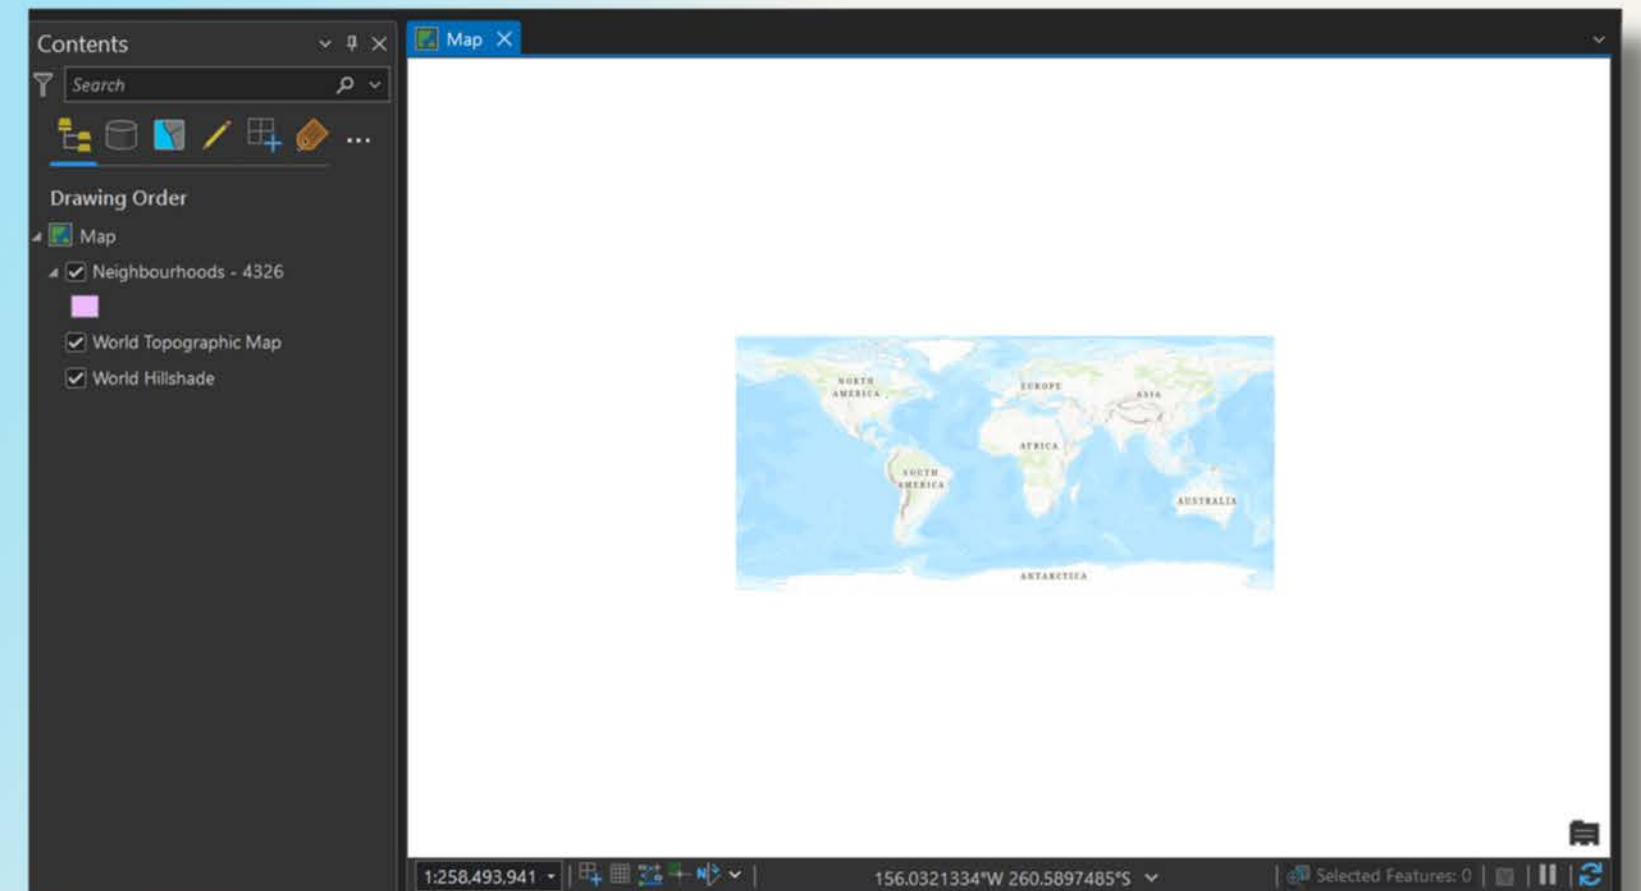 Contents
Map
Search
Drawing Order
Map
Neighbourhoods - 4326
World Topographic Map
World Hillshade
NORTH
AMERICA
EUROPE
ASIA
AFRICA
SOUTH
AMERICA
AUSTRALIA
ANTARCTICA
1:258,493,941
156.0321334°W 260.5897485°S
Selected Features: 0